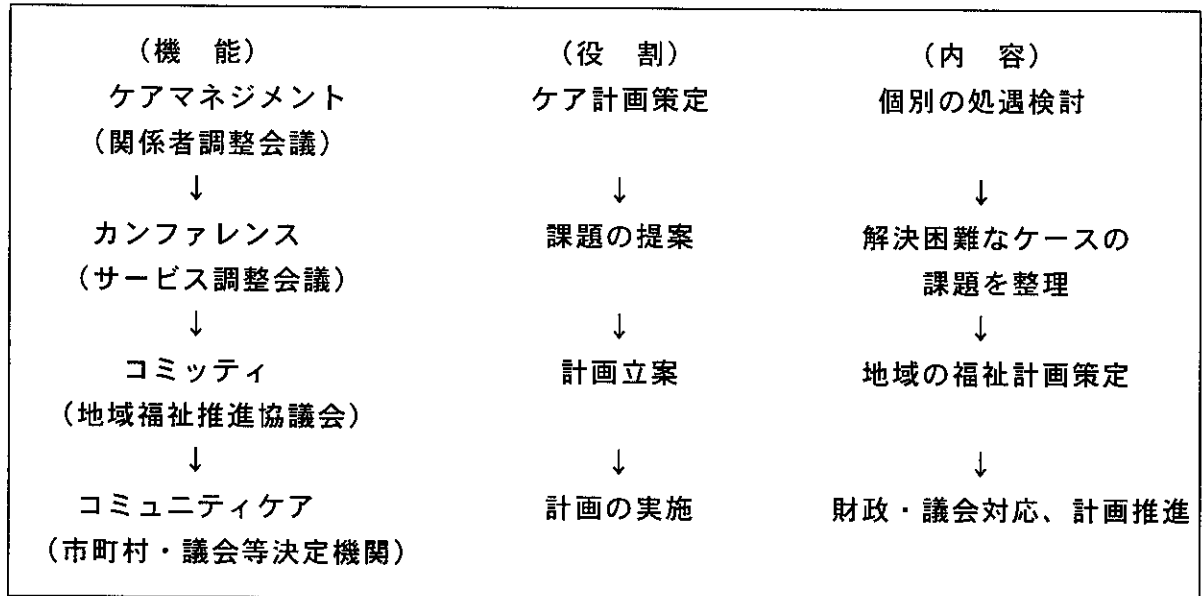 （機　能）　（役　割）　（内　容）
ケアマネジメント　ケア計画策定　個別の処遇検討
（関係者調整会議）
↓　↓　↓
カンファレンス　課題の提案　解決困難なケースの
（サービス調整会議）　課題を整理
↓　↓　↓
コミッティ　計画立案　地域の福祉計画策定
（地域福祉推進協議会）
↓　↓　↓
コミュニティケア　計画の実施　財政・議会対応、計画推進
（市町村・議会等決定機関）